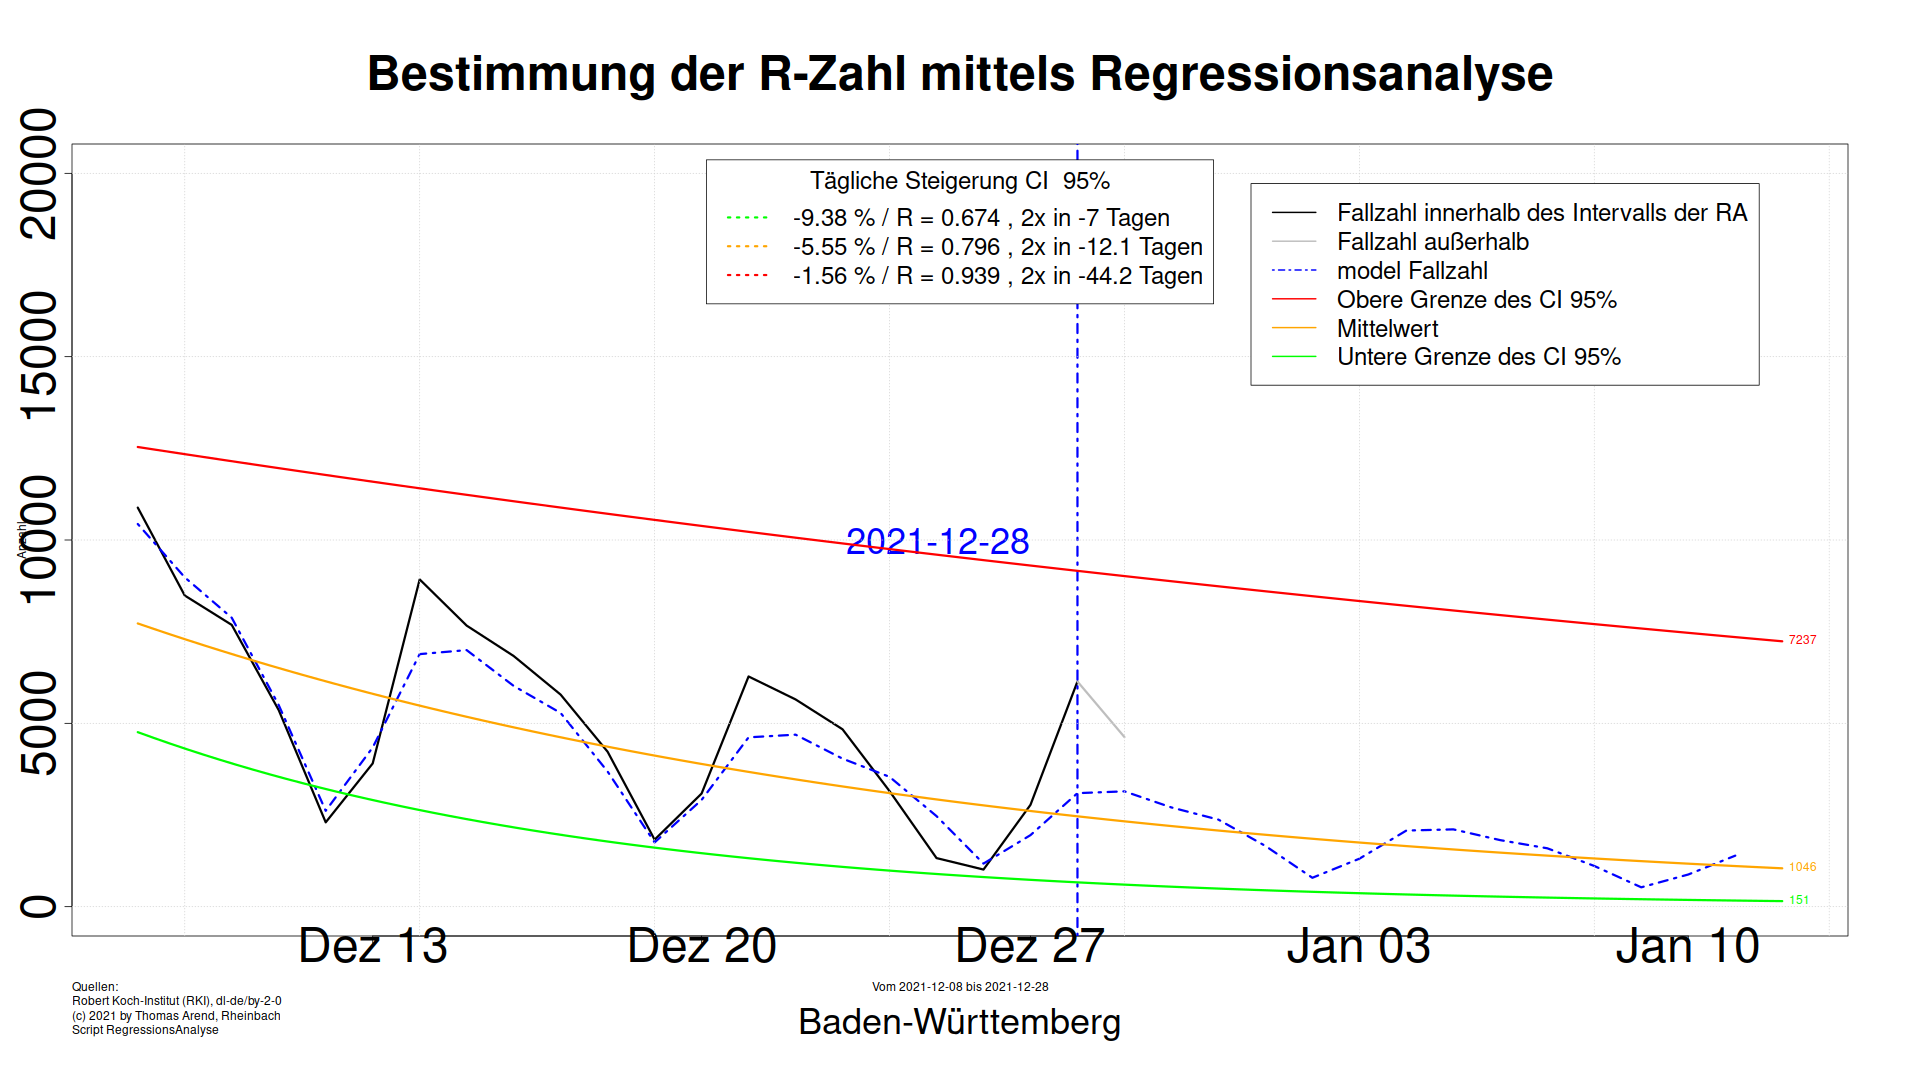 Bestimmung der R-Zahl mittels Regressionsanalyse
Anzahl
20000
15000
10000
5000
0
Tägliche Steigerung CI  95%
-9.38 % / R = 0.674 , 2x in -7 Tagen
-5.55 % / R = 0.796 , 2x in -12.1 Tagen
-1.56 % / R = 0.939 , 2x in -44.2 Tagen
Fallzahl innerhalb des Intervalls der RA
Fallzahl außerhalb
model Fallzahl
Obere Grenze des CI 95%
Mittelwert
Untere Grenze des CI 95%
2021-12-28
7237
1046
151
Dez 13
Dez 20
Dez 27
Jan 03
Jan 10
Quellen:
Robert Koch-Institut (RKI), dl-de/by-2-0
(c) 2021 by Thomas Arend, Rheinbach
Script RegressionsAnalyse
Vom 2021-12-08 bis 2021-12-28
Baden-Württemberg